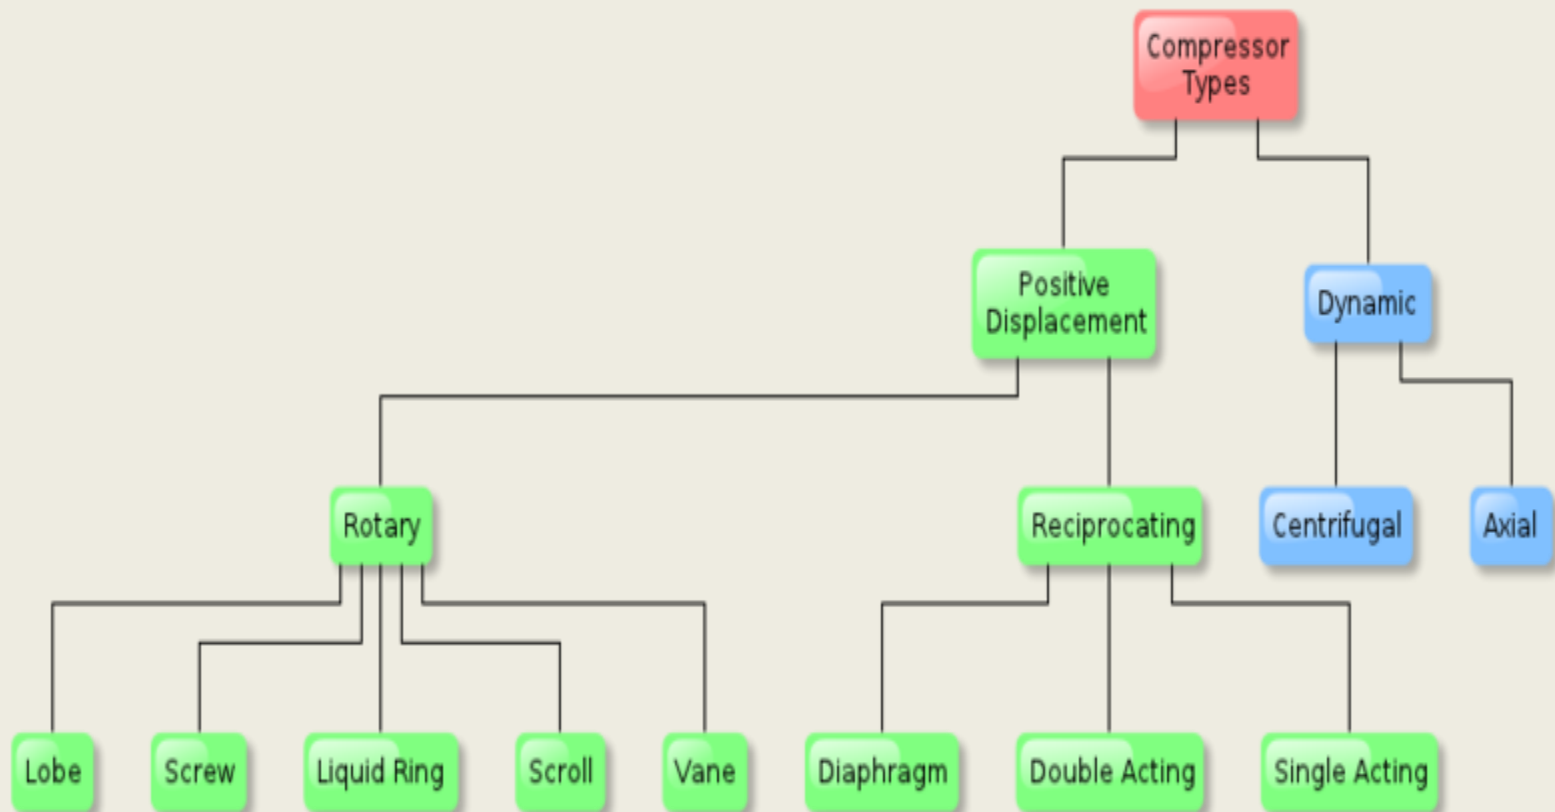 Compressor
Types
Positive
Displacement
Dynamic
Rotary
Reciprocating
Centrifugal
Axial
Lobe
Screw
Liquid Ring
Scroll
Vane
Diaphragm
Double Acting
Single Acting